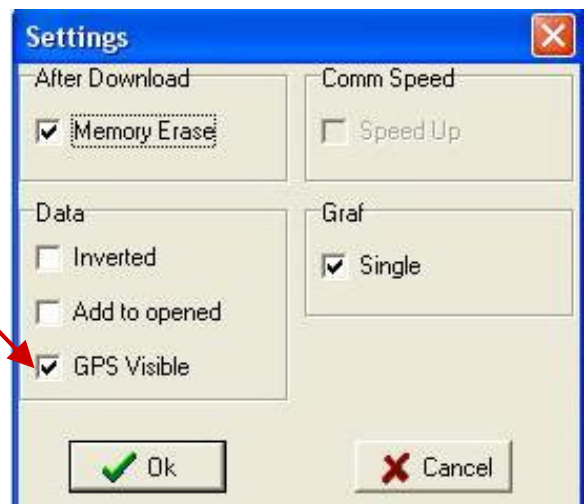 Settings
After Download
Memory Erase
Comm Speed
Speed Up
Data
Inverted
Add to opened
GPS Visible
Graf
Single
Ok
Cancel